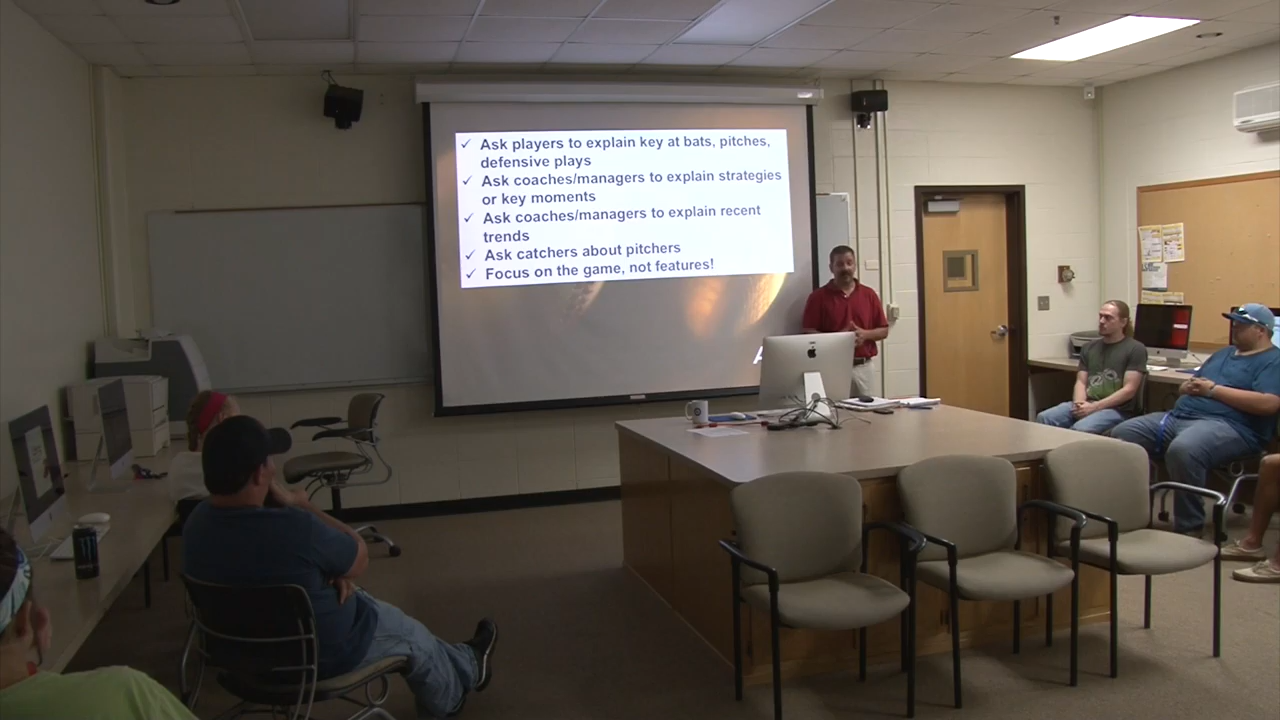 ✓ Ask players to explain key at bats, pitches,
defensive plays
✓ Ask coaches/managers to explain strategies
or key moments
✓ Ask coaches/managers to explain recent
trends
✓ Ask catchers about pitchers
✓ Focus on the game, not features!